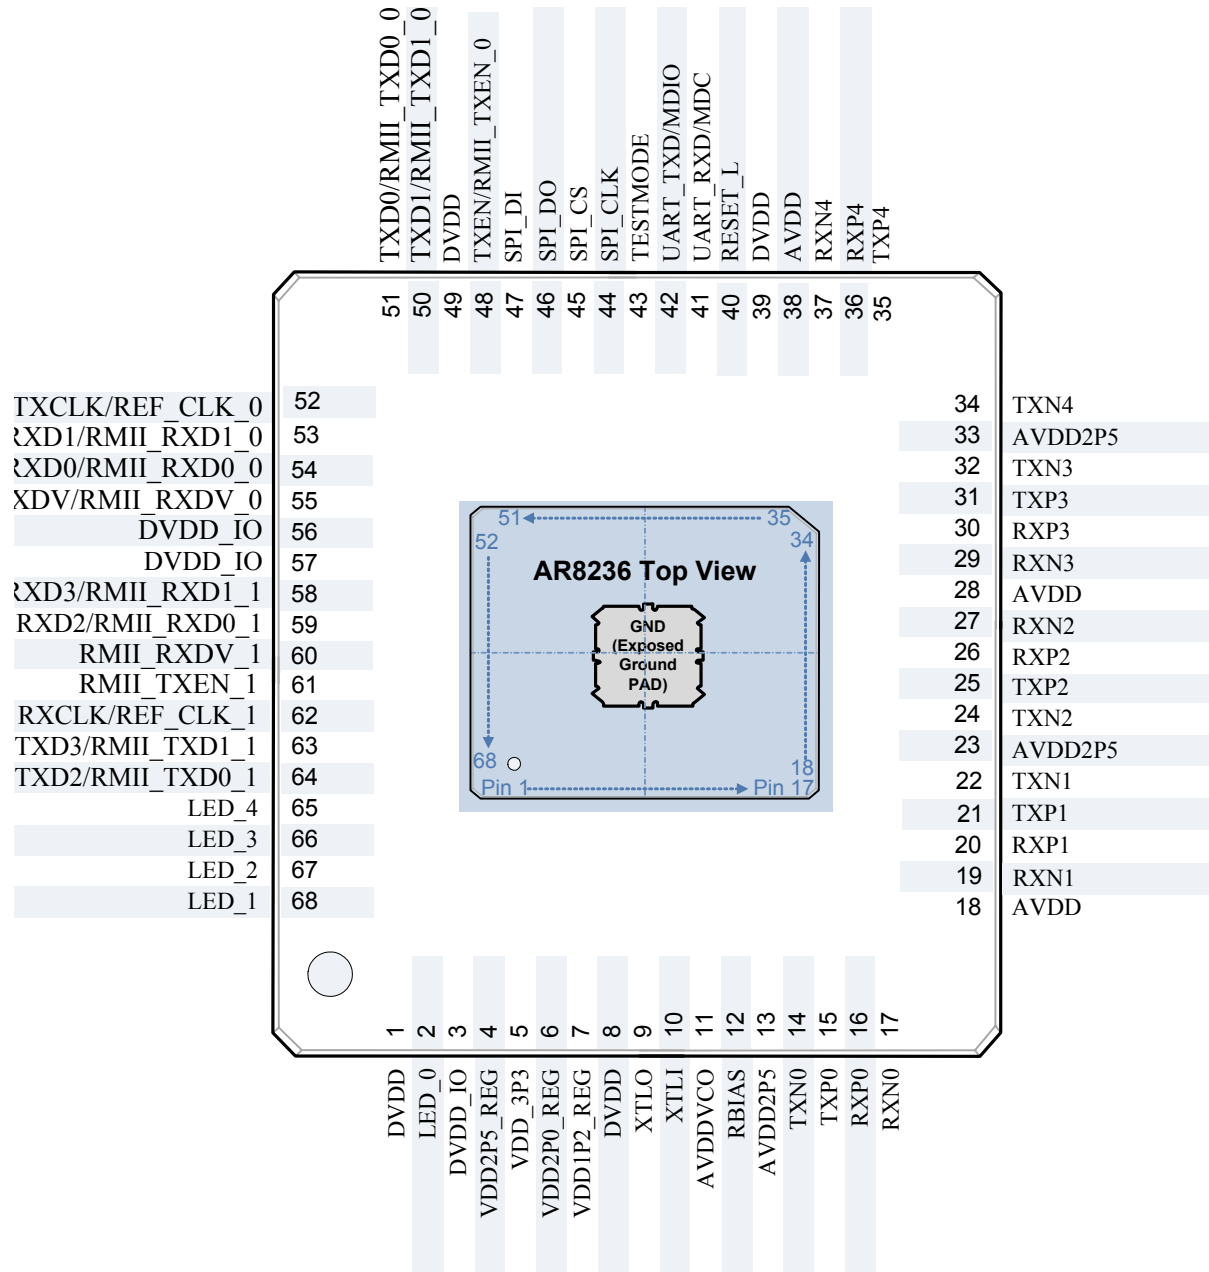 TXD0/RMII_TXD0_0
TXD1/RMII_TXD1_0
DVDD
TXEN/RMII_TXEN_0
SPI_DI
SPI_DO
SPI_CS
SPI_CLK
TESTMODE
UART_TXD/MDIO
UART_RXD/MDC
RESET_L
DVDD
AVDD
RXN4
RXP4
TXP4
51 50 49 48 47 46 45 44 43 42 41 40 39 38 37 36 35
TXCLK/REF_CLK_0 52
RXD1/RMII_RXD1_0 53
RXD0/RMII_RXD0_0 54
XDV/RMII_RXDV_0 55
DVDD_IO 56
DVDD_IO 57
RXD3/RMII_RXD1_1 58
RXD2/RMII_RXD0_1 59
RMII_RXDV_1 60
RMII_TXEN_1 61
RXCLK/REF_CLK_1 62
TXD3/RMII_TXD1_1 63
TXD2/RMII_TXD0_1 64
LED_4 65
LED_3 66
LED_2 67
LED_1 68
51 35
52 34
AR8236 Top View
GND
(Exposed
Ground
PAD)
68 18
Pin 1 Pin 17
34 TXN4
33 AVDD2P5
32 TXN3
31 TXP3
30 RXP3
29 RXN3
28 AVDD
27 RXN2
26 RXP2
25 TXP2
24 TXN2
23 AVDD2P5
22 TXN1
21 TXP1
20 RXP1
19 RXN1
18 AVDD
1 2 3 4 5 6 7 8 9 10 11 12 13 14 15 16 17
DVDD
LED_0
DVDD_IO
VDD2P5_REG
VDD_3P3
VDD2P0_REG
VDD1P2_REG
DVDD
XTLO
XTLI
AVDDVCO
RBIAS
AVDD2P5
TXN0
TXP0
RXP0
RXN0